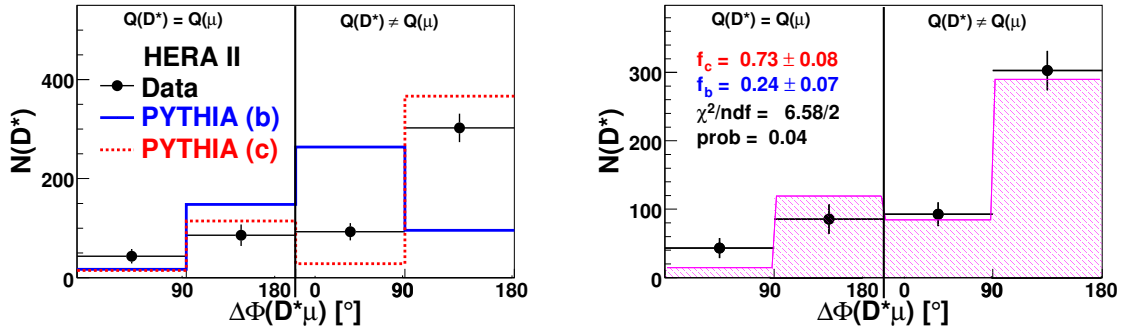 Q(D*) = Q(μ) Q(D*) ≠ Q(μ)
HERA II
Data
PYTHIA (b)
PYTHIA (c)
N(D*)
400
200
0
90 180 0 90 180
ΔΦ(D*μ) [°]
Q(D*) = Q(μ) Q(D*) ≠ Q(μ)
f_c = 0.73 ± 0.08
f_b = 0.24 ± 0.07
χ²/ndf = 6.58/2
prob = 0.04
N(D*)
300
200
100
0
90 180 0 90 180
ΔΦ(D*μ) [°]